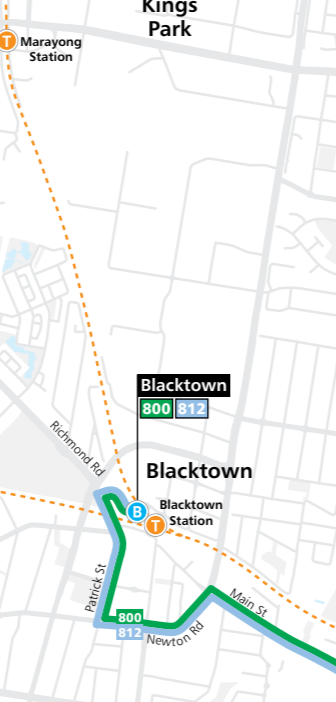 Kings
Park
T
Marayong
Station
Blacktown
800 812
Richmond Rd
Blacktown
B
T
Blacktown
Station
Patrick St
800
812
Newton Rd
Main St